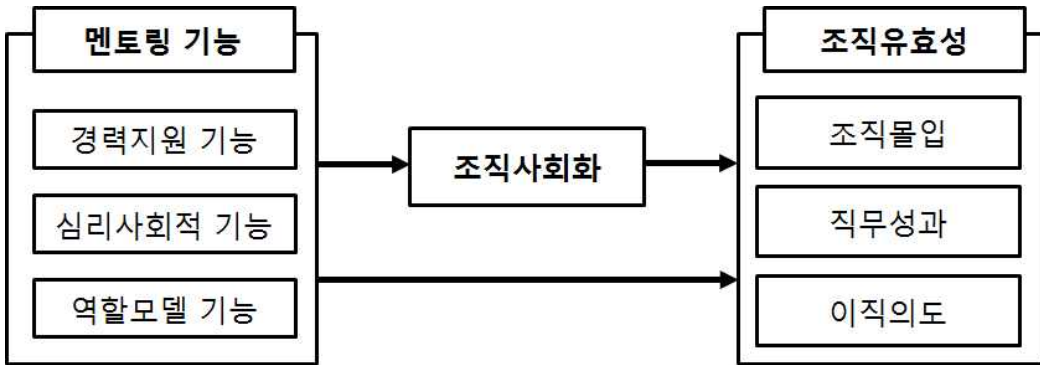 멘토링 기능
경력지원 기능
심리사회적 기능
역할모델 기능
조직사회화
조직유효성
조직몰입
직무성과
이직의도